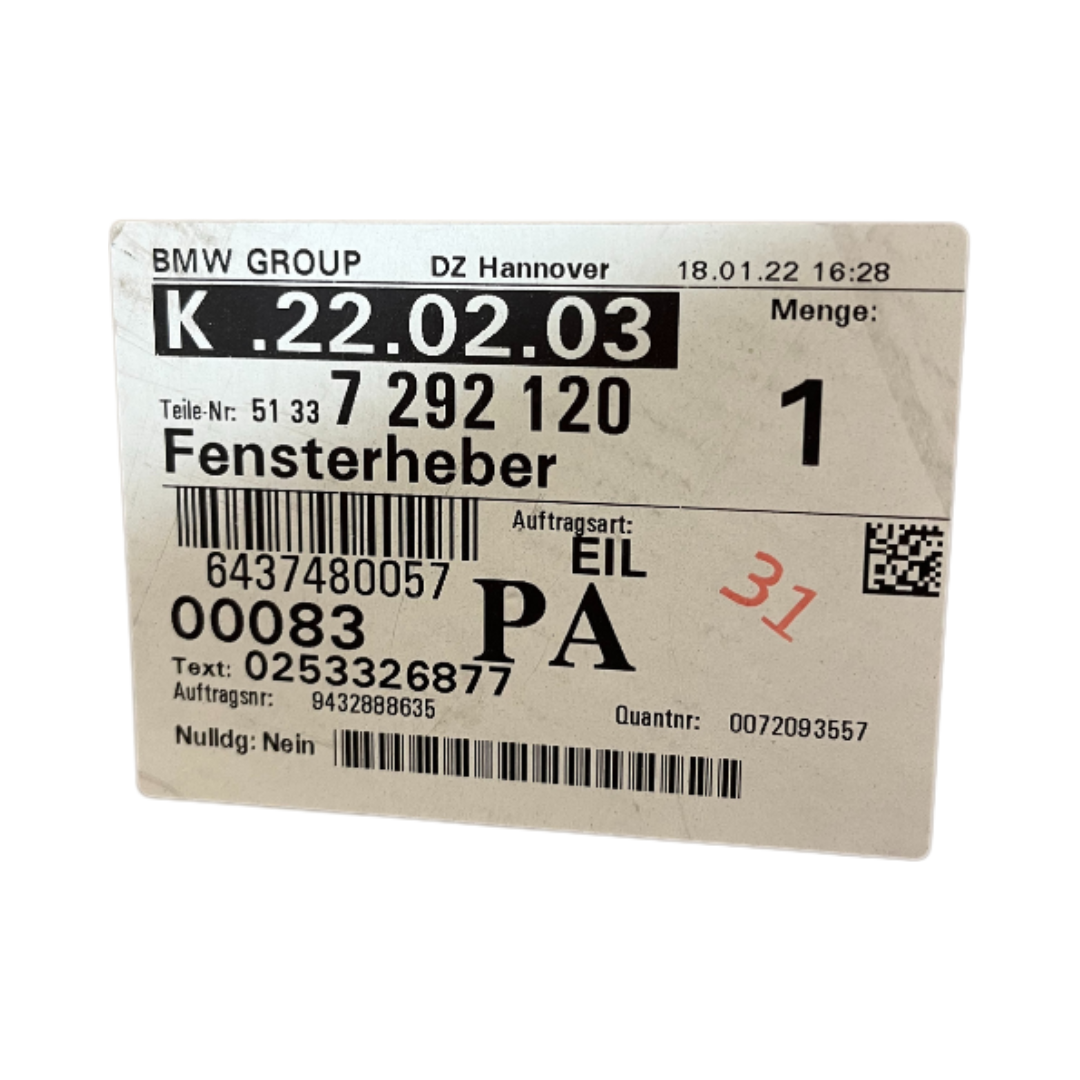 BMW GROUP DZ Hannover 18.01.22 16:28
K .22.02.03
Menge:
1
Teile-Nr: 51 33 7 292 120
Fensterheber
Auftragsart:
EIL
6437480057
PA
31
00083
Text: 0253326877
Auftragsnr: 9432888635
Quantnr: 0072093557
Nulldg: Nein